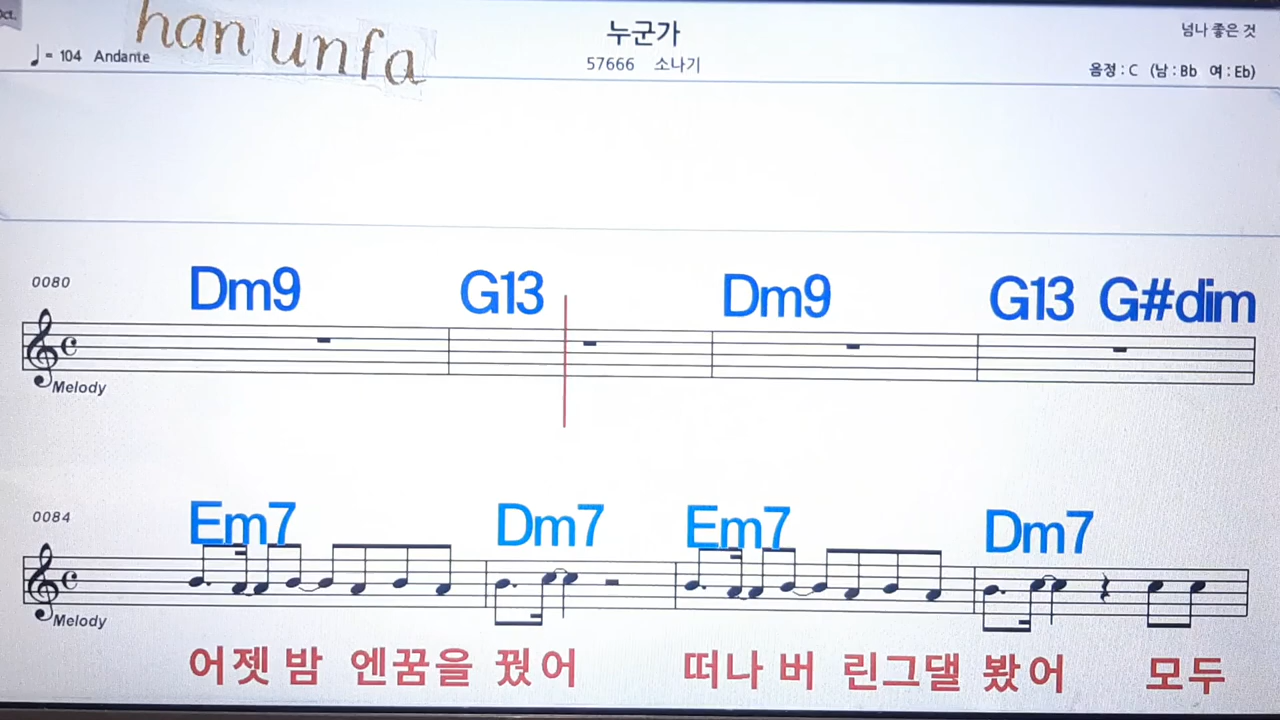 han unfa
누군가
넘나 좋은 것
♩= 104 Andante
57666 소나기
음정 : C (남 : Bb 여 : Eb)
0080
Dm9 G13 Dm9 G13 G#dim
Melody
0084
Em7 Dm7 Em7 Dm7
Melody
어젯 밤 엔꿈을 꿨어 떠나 버 린그댈 봤어 모두